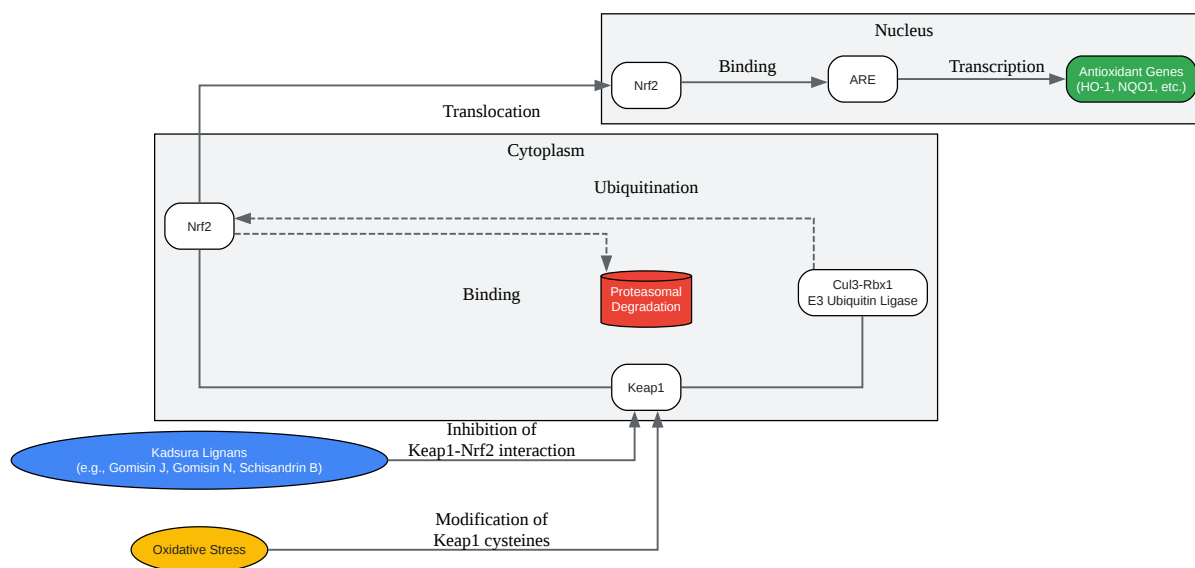 Nucleus
Nrf2
Binding
ARE
Transcription
Antioxidant Genes
(HO-1, NQO1, etc.)
Translocation
Cytoplasm
Ubiquitination
Nrf2
Binding
Proteasomal
Degradation
Cul3-Rbx1
E3 Ubiquitin Ligase
Keap1
Inhibition of
Keap1-Nrf2 interaction
Kadsura Lignans
(e.g., Gomisin J, Gomisin N, Schisandrin B)
Modification of
Keap1 cysteines
Oxidative Stress